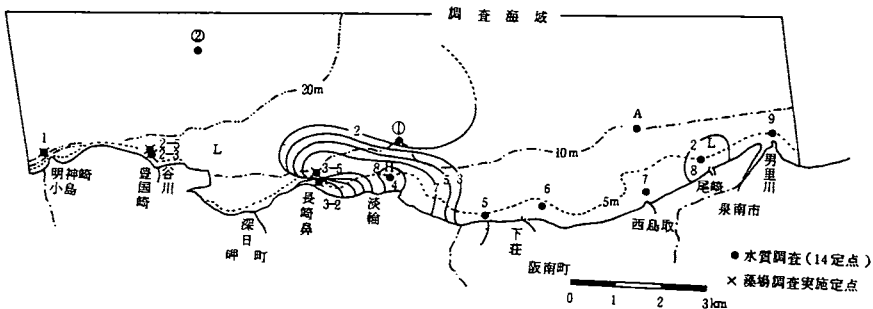 調査海域
②
20m
A
9
①
2
1
2-5
2-3
L
10m
2
L
8
3-5
3-2
8
H
4
5
6
7
5m
明神崎
小島
豊国崎
谷川
深日
岬町
長崎鼻
淡輪
下荘
阪南町
西鳥取
尾崎
泉南市
男里川
● 水質調査(14定点)
× 藻場調査実施定点
0 1 2 3km